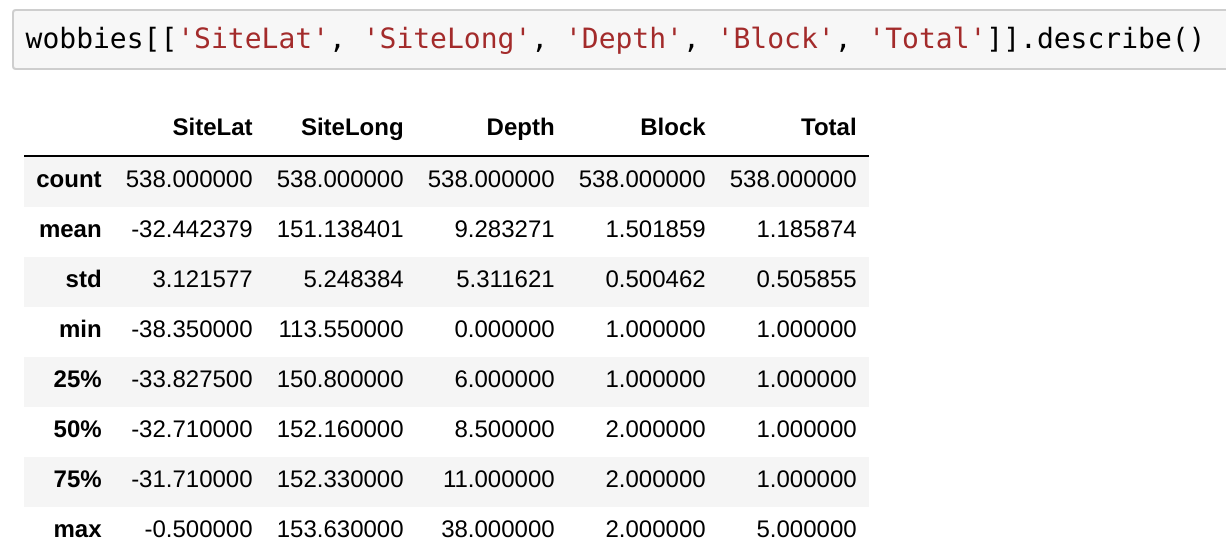 wobbies[['SiteLat', 'SiteLong', 'Depth', 'Block', 'Total']].describe()
SiteLat SiteLong Depth Block Total
count 538.000000 538.000000 538.000000 538.000000 538.000000
mean -32.442379 151.138401 9.283271 1.501859 1.185874
std 3.121577 5.248384 5.311621 0.500462 0.505855
min -38.350000 113.550000 0.000000 1.000000 1.000000
25% -33.827500 150.800000 6.000000 1.000000 1.000000
50% -32.710000 152.160000 8.500000 2.000000 1.000000
75% -31.710000 152.330000 11.000000 2.000000 1.000000
max -0.500000 153.630000 38.000000 2.000000 5.000000